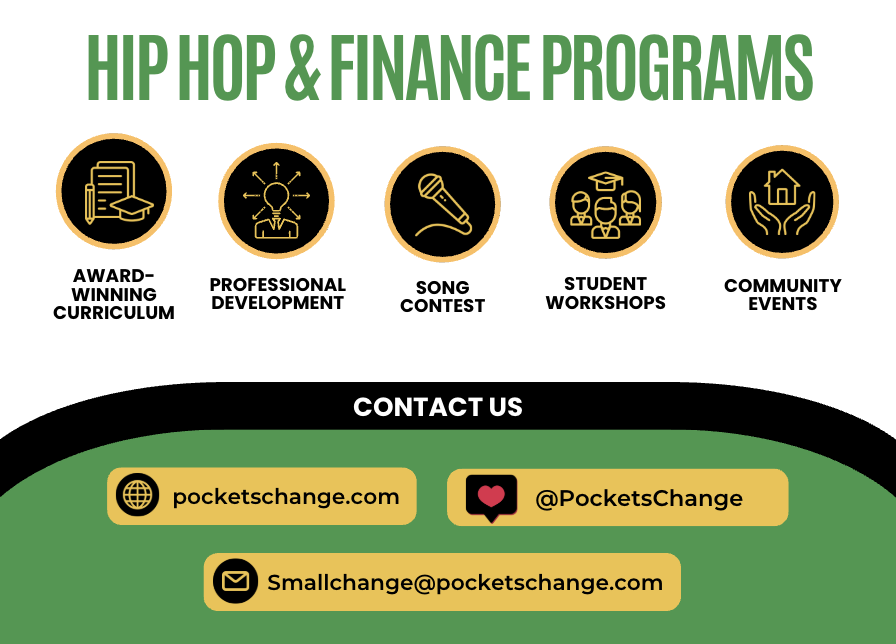 HIP HOP & FINANCE PROGRAMS
AWARD-
WINNING
CURRICULUM
PROFESSIONAL
DEVELOPMENT
SONG
CONTEST
STUDENT
WORKSHOPS
COMMUNITY
EVENTS
CONTACT US
pocketschange.com
@PocketsChange
Smallchange@pocketschange.com